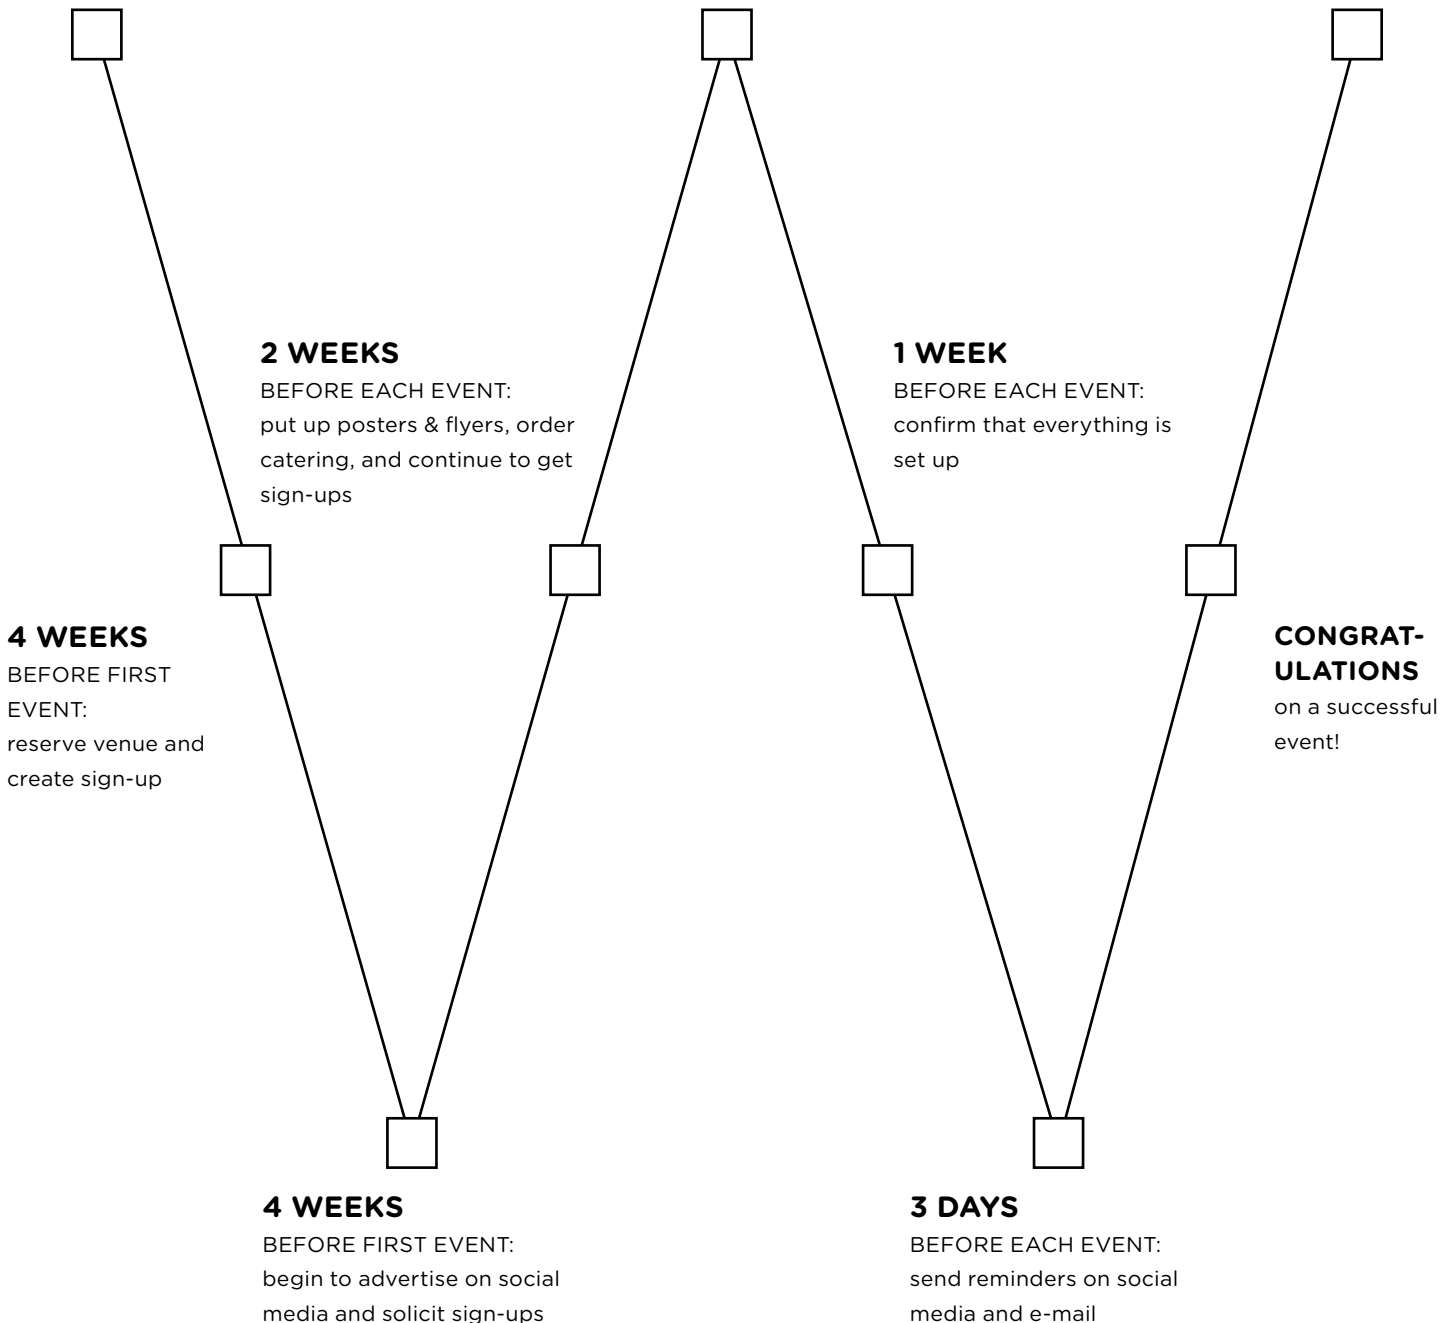 2 WEEKS
BEFORE EACH EVENT:
put up posters & flyers, order
catering, and continue to get
sign-ups
1 WEEK
BEFORE EACH EVENT:
confirm that everything is
set up
4 WEEKS
BEFORE FIRST
EVENT:
reserve venue and
create sign-up
CONGRAT-
ULATIONS
on a successful
event!
4 WEEKS
BEFORE FIRST EVENT:
begin to advertise on social
media and solicit sign-ups
3 DAYS
BEFORE EACH EVENT:
send reminders on social
media and e-mail